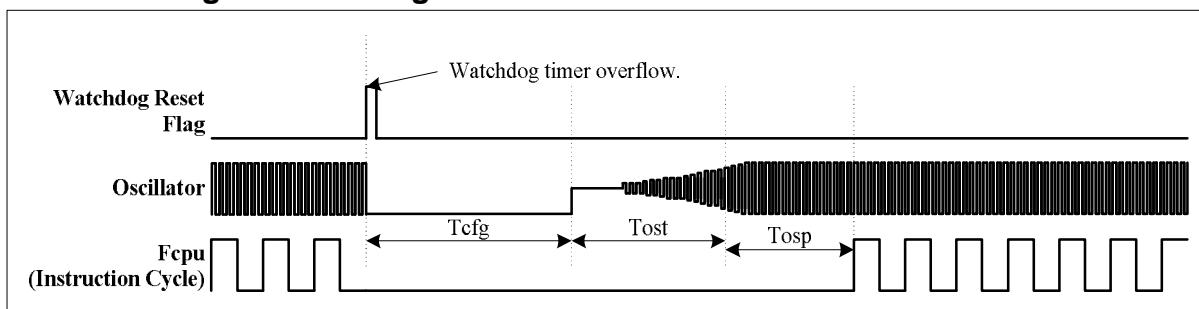 Watchdog timer overflow.
Watchdog Reset
Flag
Oscillator
Tcfg
Tost
Tosp
Fcpu
(Instruction Cycle)